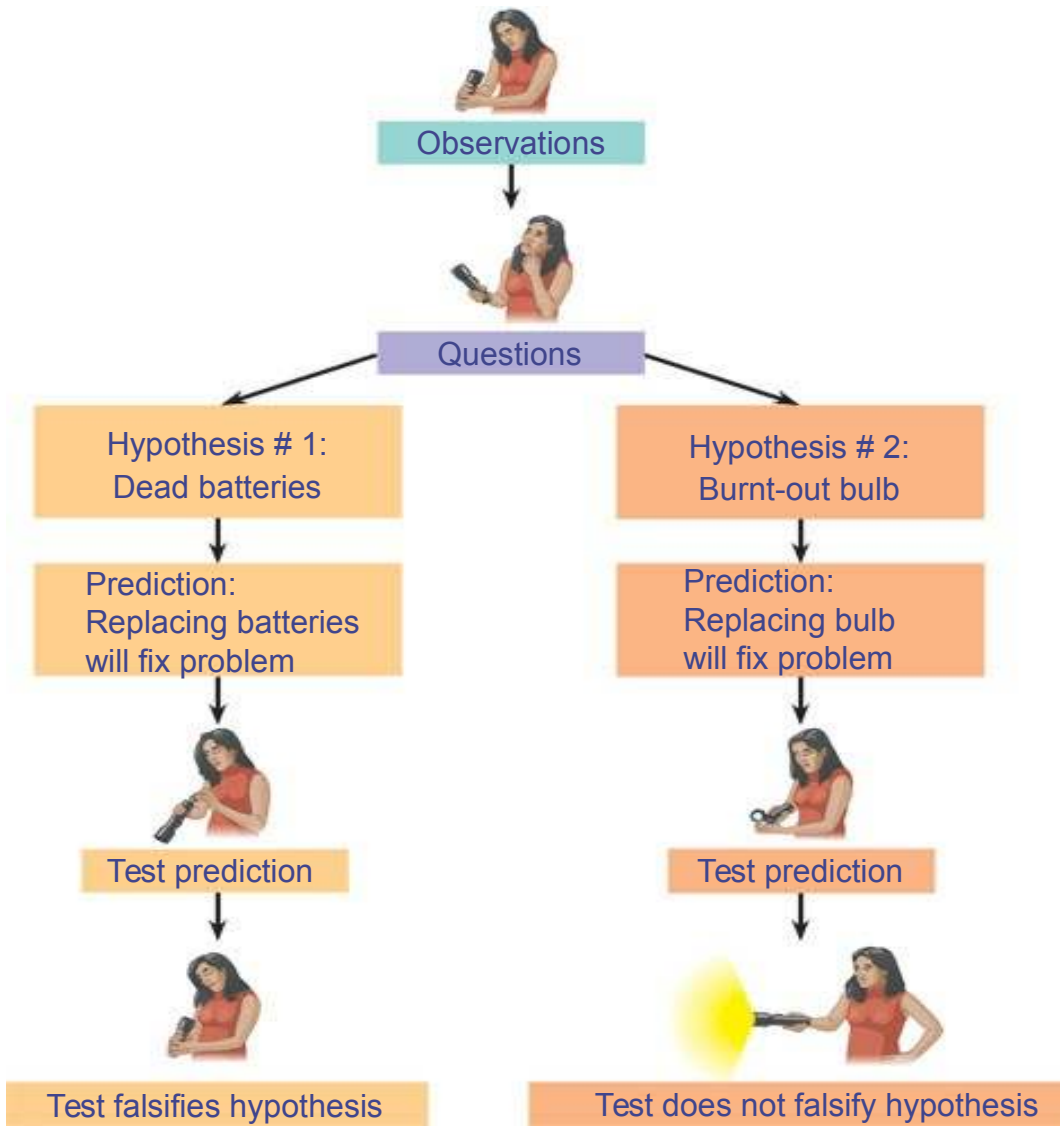 Observations
Questions
Hypothesis # 1:
Dead batteries
Hypothesis # 2:
Burnt-out bulb
Prediction:
Replacing batteries
will fix problem
Prediction:
Replacing bulb
will fix problem
Test prediction
Test prediction
Test falsifies hypothesis
Test does not falsify hypothesis